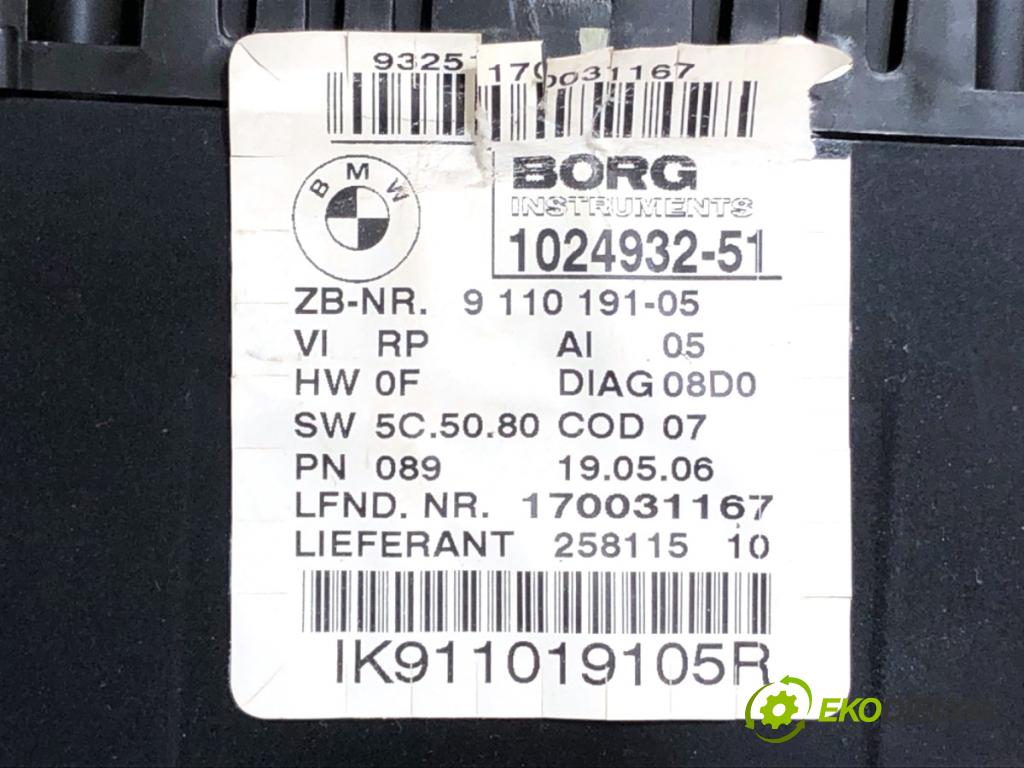 93251
170031167
BMW
BORG
INSTRUMENTS
1024932-51
ZB-NR. 9 110 191-05
VI RP AI 05
HW 0F DIAG 08D0
SW 5C.50.80 COD 07
PN 089 19.05.06
LFND. NR. 170031167
LIEFERANT 258115 10
IK911019105R
EKO